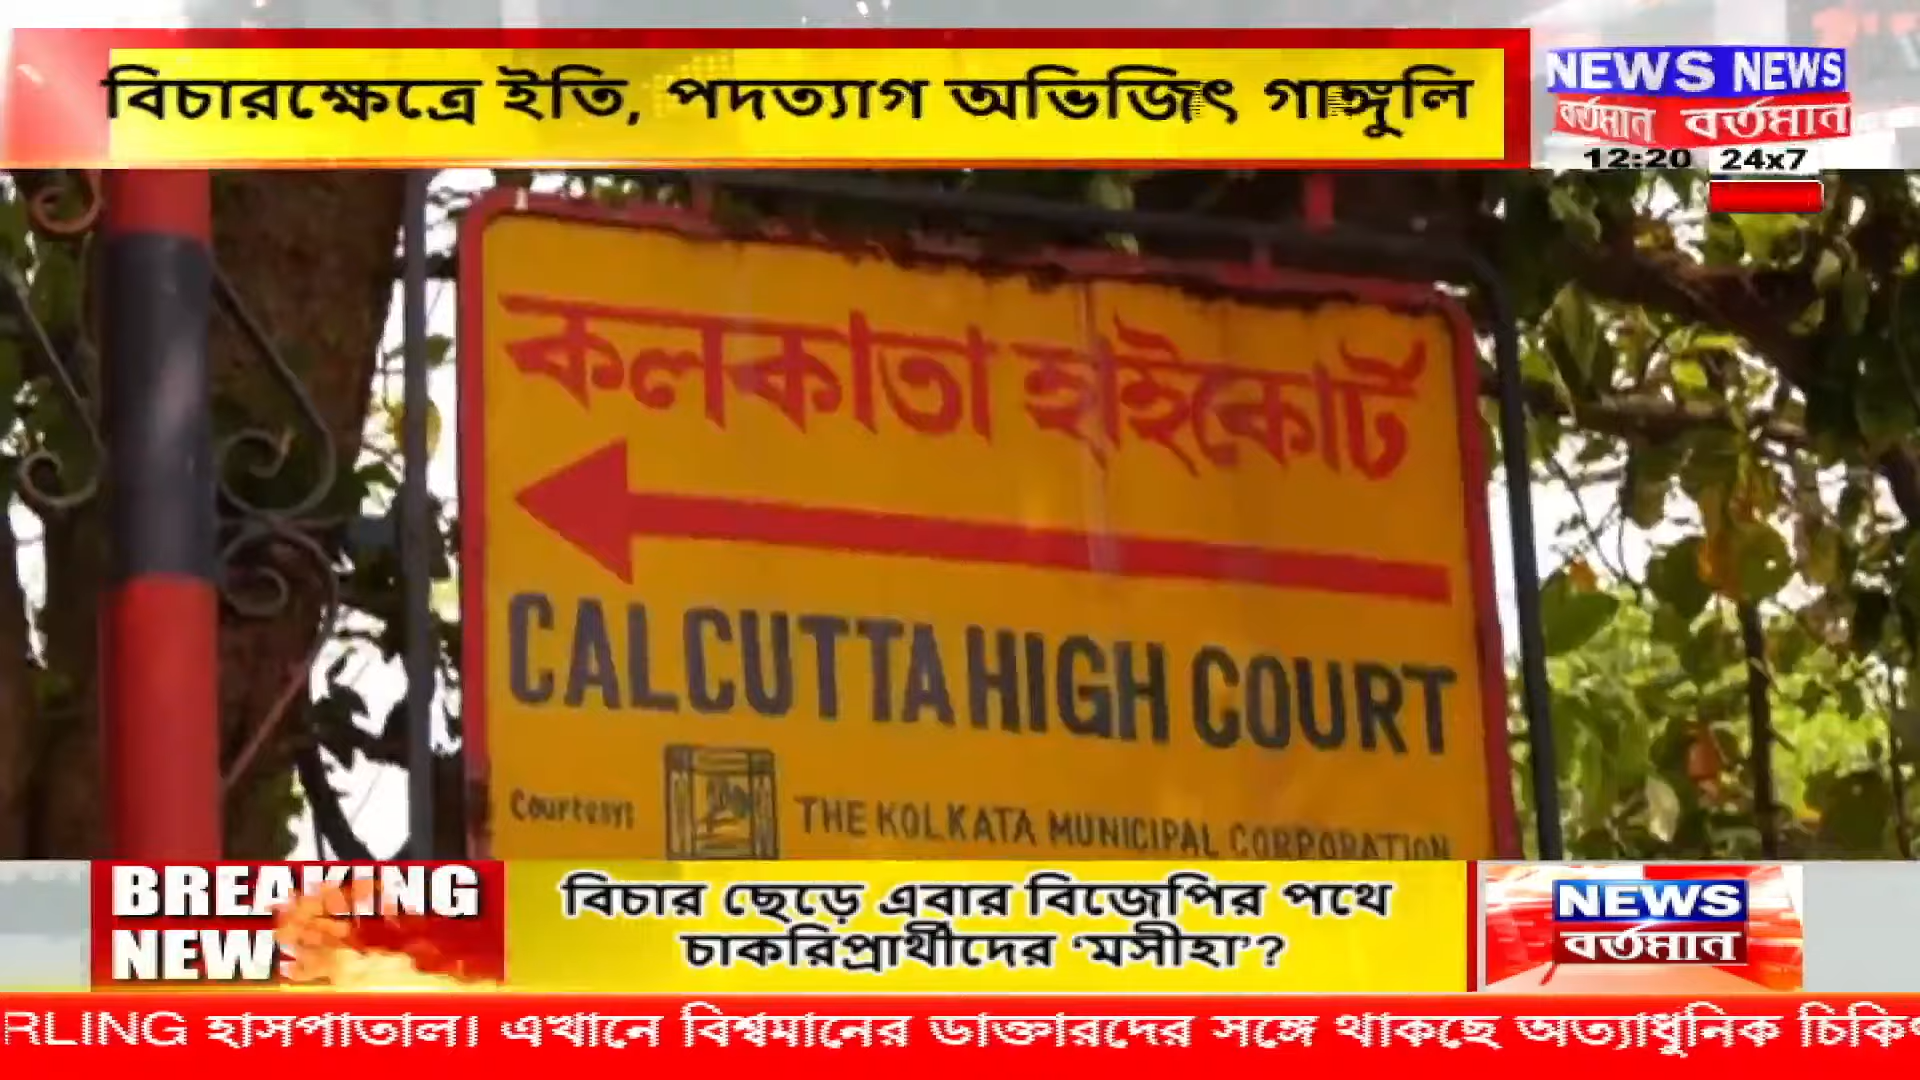 বিচারক্ষেত্রে ইতি, পদত্যাগ অভিজিৎ গাঙ্গুলি
NEWS NEWS
বর্তমান বর্তমান
12:20 24x7
কলকাতা হাইকোর্ট
CALCUTTA HIGH COURT
Courtesy: THE KOLKATA MUNICIPAL CORPORATION
BREAKING
NEWS
বিচার ছেড়ে এবার বিজেপির পথে
চাকরিপ্রার্থীদের ‘মসীহা’?
NEWS
বর্তমান
RLING হাসপাতাল। এখানে বিশ্বমানের ডাক্তারদের সঙ্গে থাকছে অত্যাধুনিক